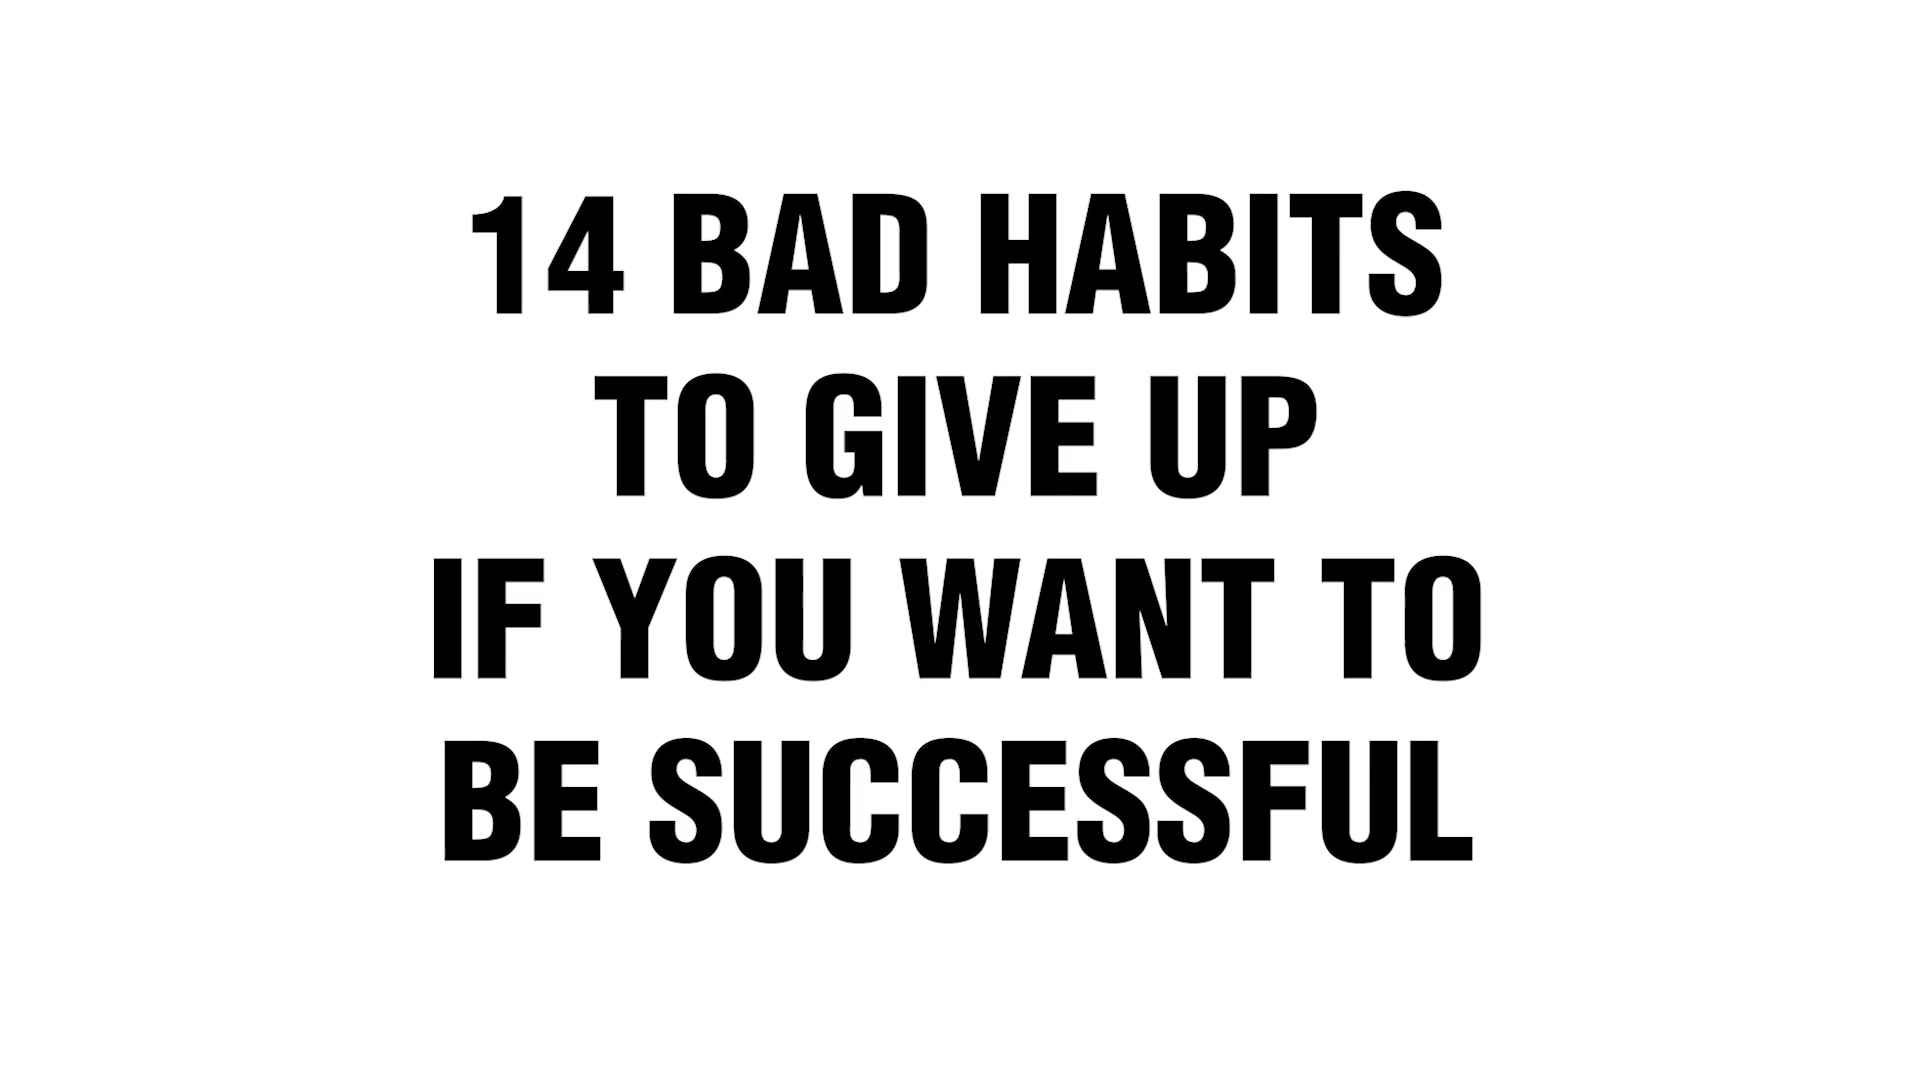 14 BAD HABITS
TO GIVE UP
IF YOU WANT TO
BE SUCCESSFUL